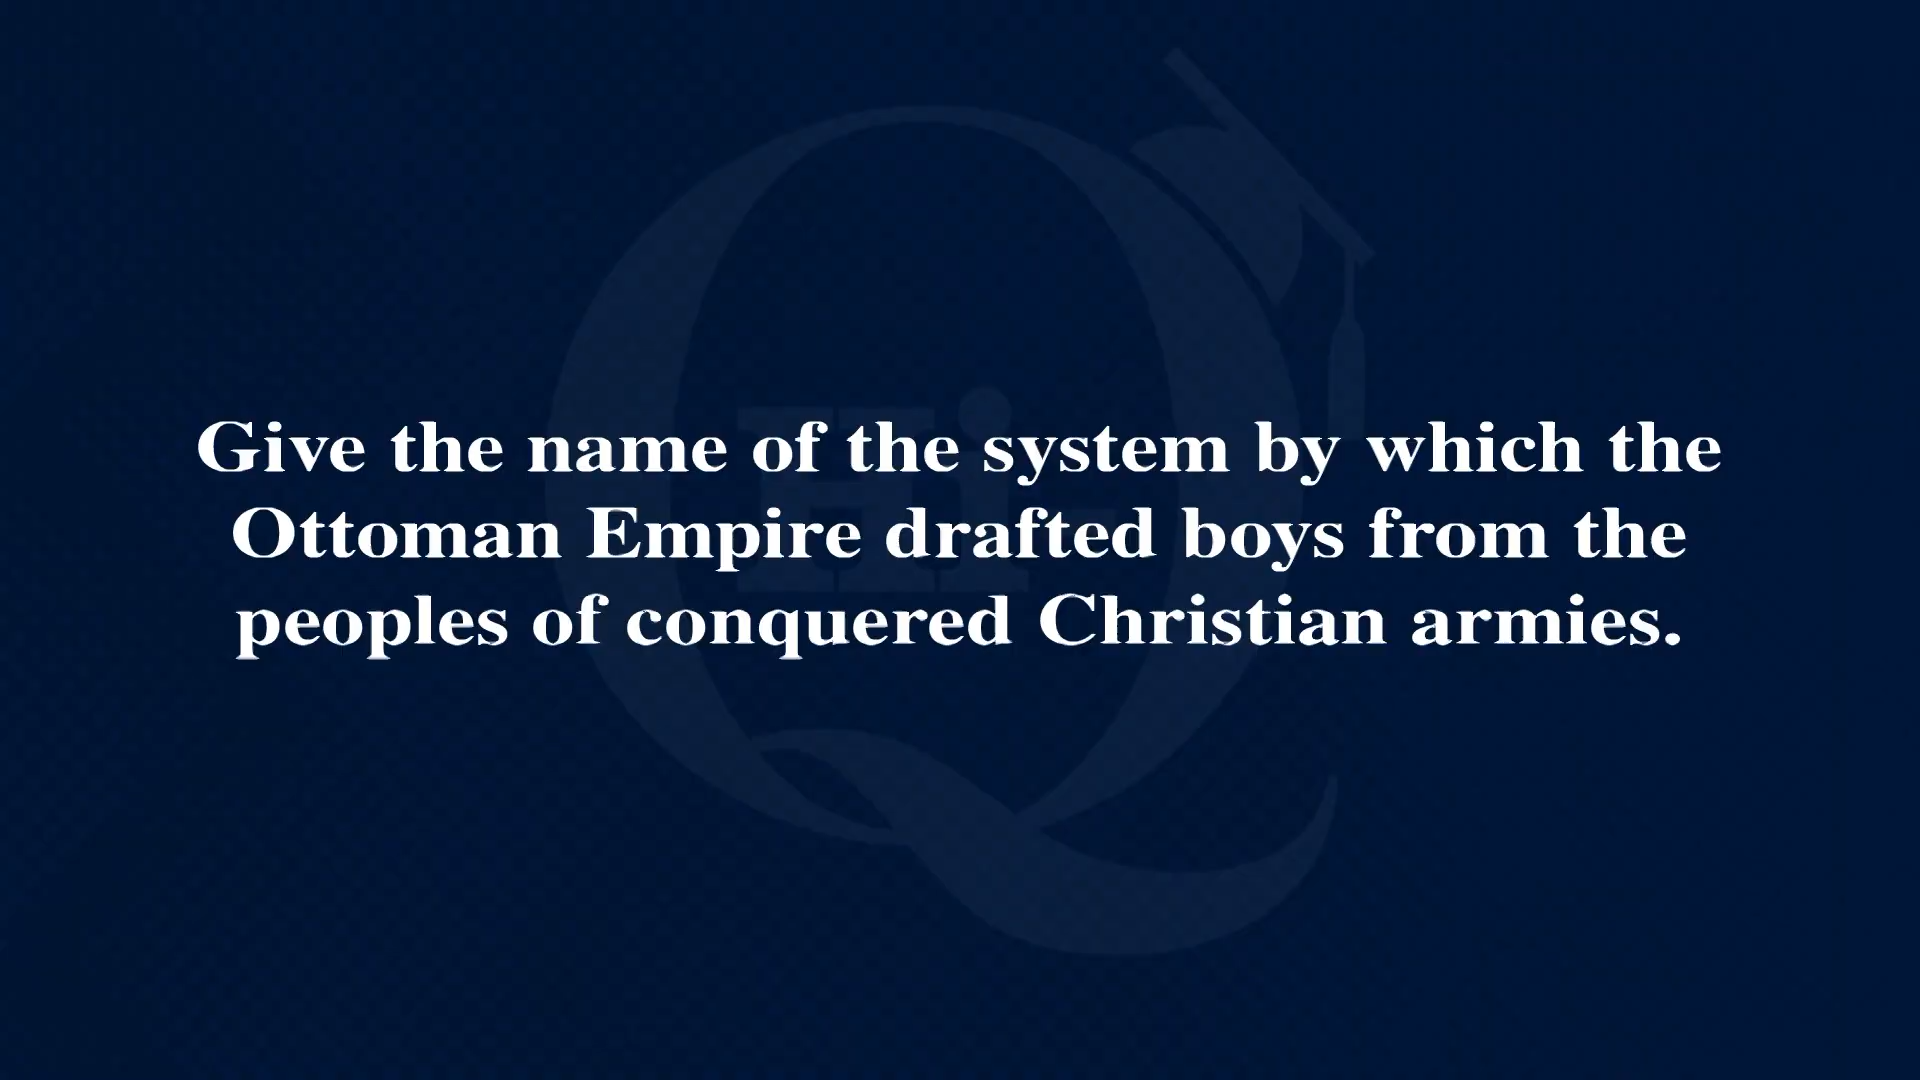 Give the name of the system by which the
Ottoman Empire drafted boys from the
peoples of conquered Christian armies.
Hi-Q